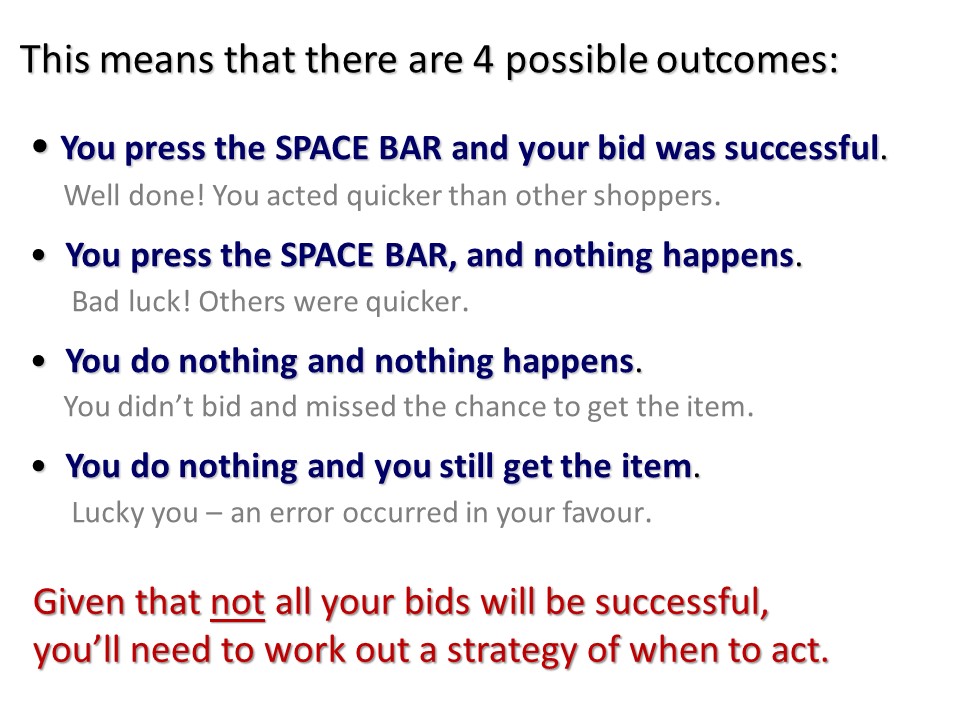 This means that there are 4 possible outcomes:
• You press the SPACE BAR and your bid was successful.
Well done! You acted quicker than other shoppers.
• You press the SPACE BAR, and nothing happens.
Bad luck! Others were quicker.
• You do nothing and nothing happens.
You didn’t bid and missed the chance to get the item.
• You do nothing and you still get the item.
Lucky you – an error occurred in your favour.
Given that not all your bids will be successful,
you’ll need to work out a strategy of when to act.